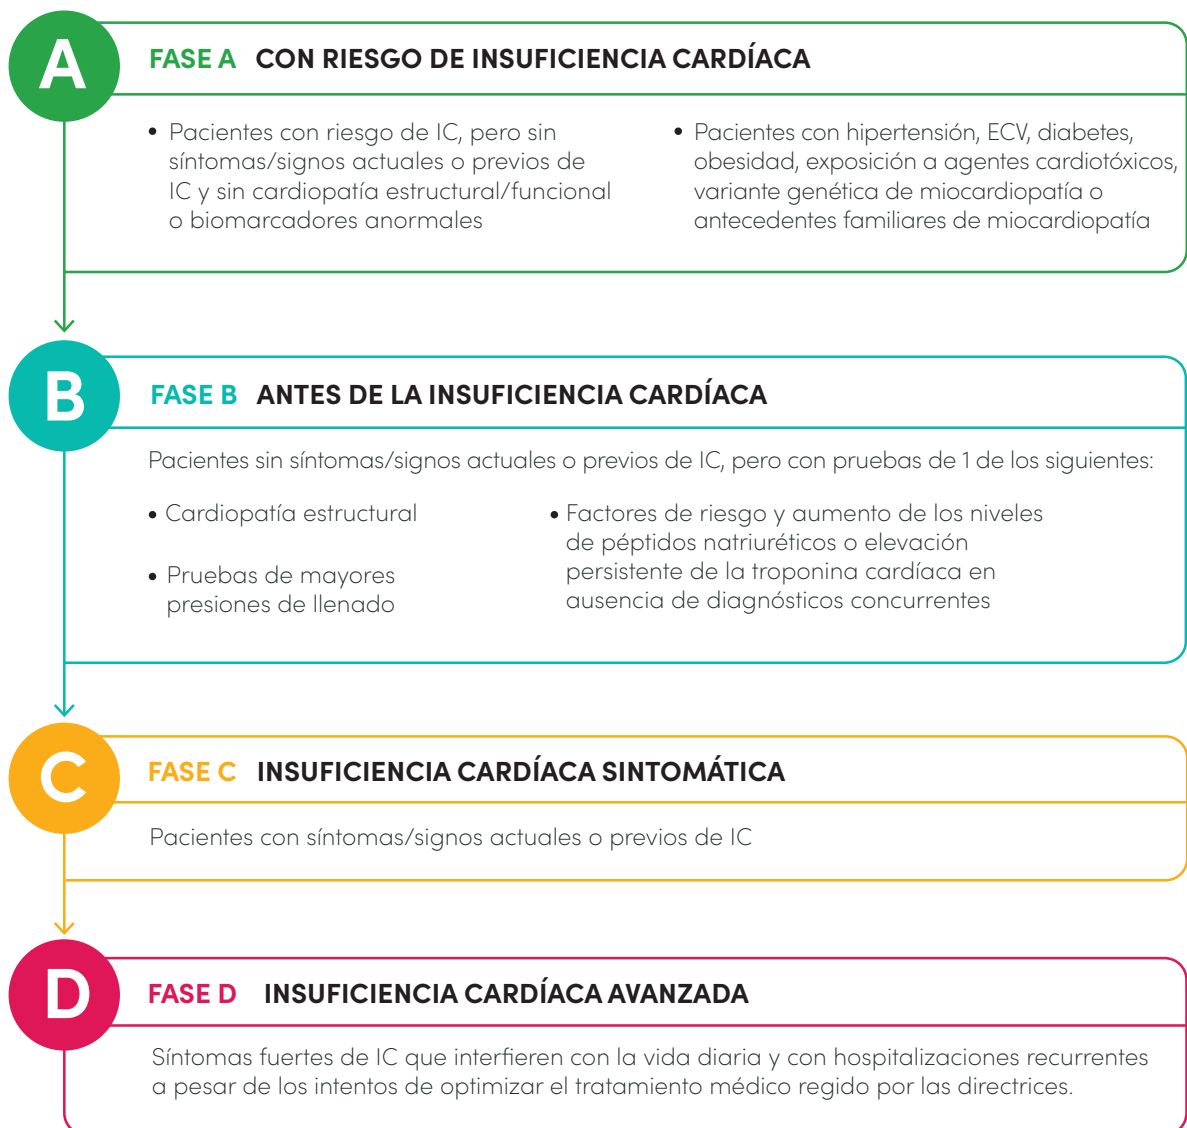 A
FASE A CON RIESGO DE INSUFICIENCIA CARDÍACA
• Pacientes con riesgo de IC, pero sin
síntomas/signos actuales o previos de
IC y sin cardiopatía estructural/funcional
o biomarcadores anormales
• Pacientes con hipertensión, ECV, diabetes,
obesidad, exposición a agentes cardiotóxicos,
variante genética de miocardiopatía o
antecedentes familiares de miocardiopatía
B
FASE B ANTES DE LA INSUFICIENCIA CARDÍACA
Pacientes sin síntomas/signos actuales o previos de IC, pero con pruebas de 1 de los siguientes:
• Cardiopatía estructural
• Pruebas de mayores
presiones de llenado
• Factores de riesgo y aumento de los niveles
de péptidos natriuréticos o elevación
persistente de la troponina cardíaca en
ausencia de diagnósticos concurrentes
C
FASE C INSUFICIENCIA CARDÍACA SINTOMÁTICA
Pacientes con síntomas/signos actuales o previos de IC
D
FASE D INSUFICIENCIA CARDÍACA AVANZADA
Síntomas fuertes de IC que interfieren con la vida diaria y con hospitalizaciones recurrentes
a pesar de los intentos de optimizar el tratamiento médico regido por las directrices.